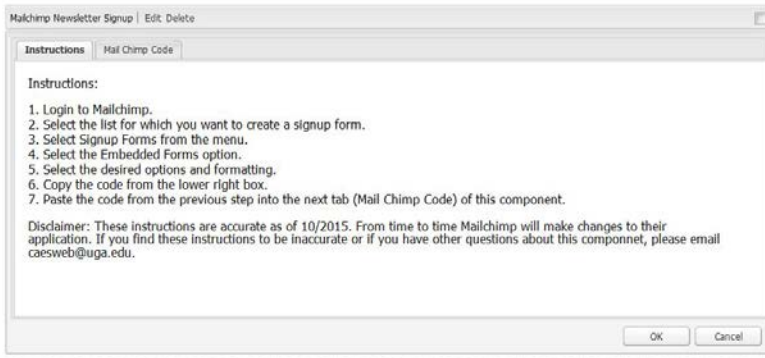 Mailchimp Newsletter Signup | Edit Delete
Instructions
Mail Chimp Code
Instructions:
1. Login to Mailchimp.
2. Select the list for which you want to create a signup form.
3. Select Signup Forms from the menu.
4. Select the Embedded Forms option.
5. Select the desired options and formatting.
6. Copy the code from the lower right box.
7. Paste the code from the previous step into the next tab (Mail Chimp Code) of this component.
Disclaimer: These instructions are accurate as of 10/2015. From time to time Mailchimp will make changes to their
application. If you find these instructions to be inaccurate or if you have other questions about this componnet, please email
caesweb@uga.edu.
OK
Cancel